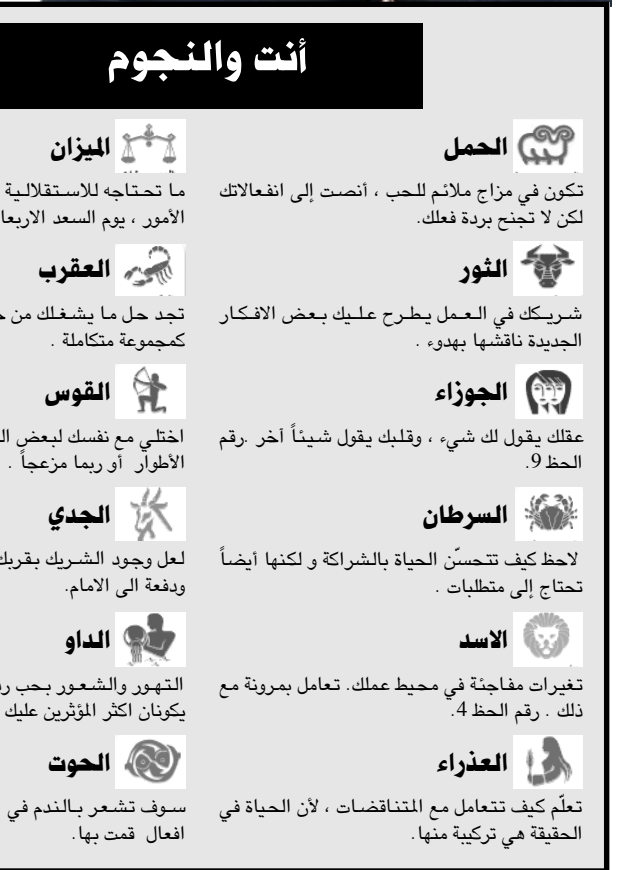 أنت والنجوم
الحمل
تكون في مزاج ملائم للحب ، أنصت إلى انفعالاتك
لكن لا تجنح بردة فعلك.
الثور
شريكك في العمل يطرح عليك بعض الافكار
الجديدة ناقشها بهدوء .
الجوزاء
عقلك يقول لك شيء ، وقلبك يقول شيئاً آخر .رقم
الحظ 9.
السرطان
لاحظ كيف تتحسّن الحياة بالشراكة و لكنها أيضاً
تحتاج إلى متطلبات .
الاسد
تغيرات مفاجئة في محيط عملك. تعامل بمرونة مع
ذلك . رقم الحظ 4.
العذراء
تعلّم كيف تتعامل مع المتناقضات ، لأن الحياة في
الحقيقة هي تركيبة منها.
الميزان
ما تحتاجه للاستقلالية
الأمور ، يوم السعد الاربعا
العقرب
تجد حل ما يشغلك من
كمجموعة متكاملة .
القوس
اختلي مع نفسك لبعض
الأطوار أو ربما مزعجاً .
الجدي
لعل وجود الشريك بقربك
ودفعة الى الامام.
الداو
التهور والشعور بحب
يكونان اكثر المؤثرين عليك
الحوت
سوف تشعر بالندم في
افعال قمت بها.